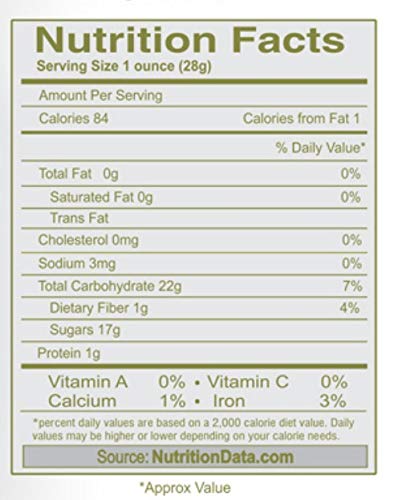 Nutrition Facts
Serving Size 1 ounce (28g)
Amount Per Serving
Calories 84 Calories from Fat 1
% Daily Value*
Total Fat 0g 0%
Saturated Fat 0g 0%
Trans Fat
Cholesterol 0mg 0%
Sodium 3mg 0%
Total Carbohydrate 22g 7%
Dietary Fiber 1g 4%
Sugars 17g
Protein 1g
Vitamin A 0% • Vitamin C 0%
Calcium 1% • Iron 3%
*percent daily values are based on a 2,000 calorie diet value. Daily
values may be higher or lower depending on your calorie needs.
Source: NutritionData.com
*Approx Value